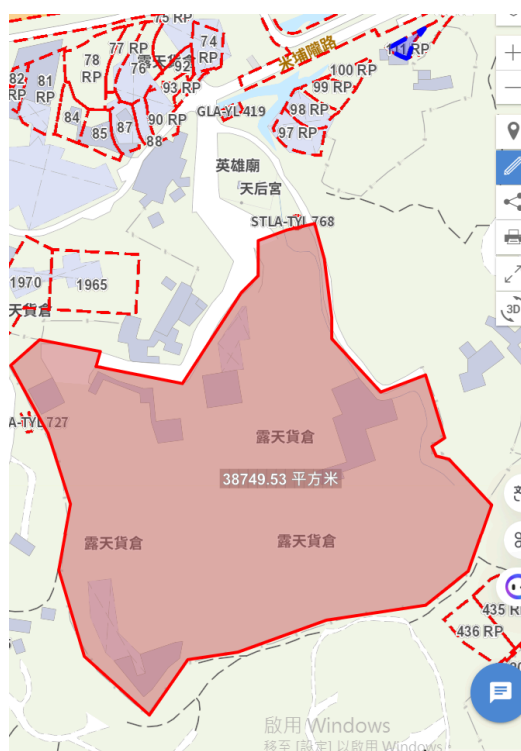 75 RP
77 RP
74
RP
78
RP
76
露天貨倉
92
82
RP
81
RP
93 RP
84
85
87
90 RP
88
GLA-YL 419
米埔隴路
111 RP
100 RP
99 RP
98 RP
97 RP
英雄廟
天后宮
STLA-TYL 768
1970
1965
天貨倉
A-TYL 727
露天貨倉
38749.53 平方米
露天貨倉
露天貨倉
435 R
436 RP
3D
啟用 Windows
移至 [設定] 以啟用 Windows